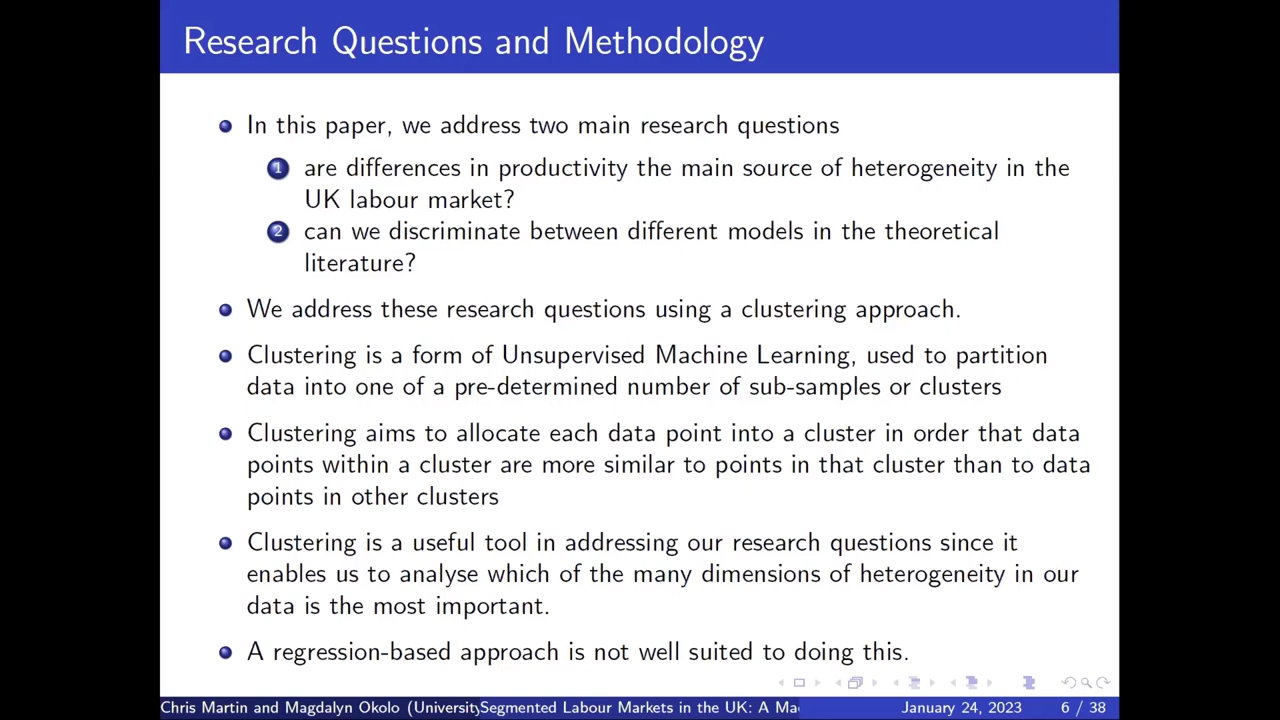 Research Questions and Methodology
In this paper, we address two main research questions
1 are differences in productivity the main source of heterogeneity in the
UK labour market?
2 can we discriminate between different models in the theoretical
literature?
We address these research questions using a clustering approach.
Clustering is a form of Unsupervised Machine Learning, used to partition
data into one of a pre-determined number of sub-samples or clusters
Clustering aims to allocate each data point into a cluster in order that data
points within a cluster are more similar to points in that cluster than to data
points in other clusters
Clustering is a useful tool in addressing our research questions since it
enables us to analyse which of the many dimensions of heterogeneity in our
data is the most important.
A regression-based approach is not well suited to doing this.
Chris Martin and Magdalyn Okolo (University Segmented Labour Markets in the UK: A Ma January 24, 2023 6 / 38